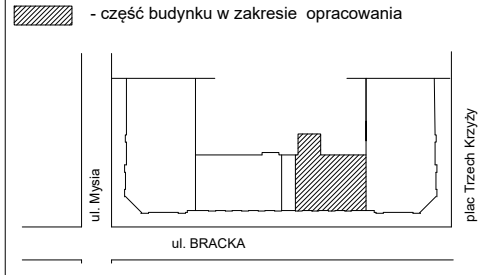 - część budynku w zakresie opracowania
ul. Mysia
plac Trzech Krzyży
ul. BRACKA